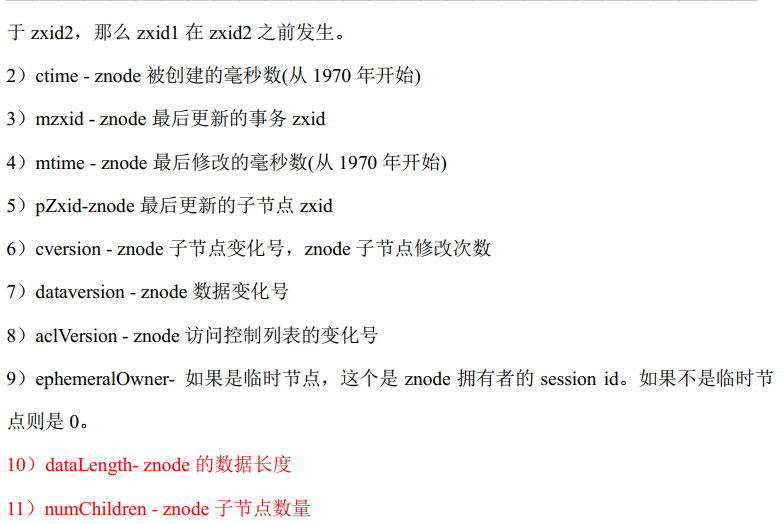 于 zxid2，那么 zxid1 在 zxid2 之前发生。
2）ctime - znode 被创建的毫秒数(从 1970 年开始)
3）mzxid - znode 最后更新的事务 zxid
4）mtime - znode 最后修改的毫秒数(从 1970 年开始)
5）pZxid-znode 最后更新的子节点 zxid
6）cversion - znode 子节点变化号，znode 子节点修改次数
7）dataversion - znode 数据变化号
8）aclVersion - znode 访问控制列表的变化号
9）ephemeralOwner- 如果是临时节点，这个是 znode 拥有者的 session id。如果不是临时节
点则是 0。
10）dataLength- znode 的数据长度
11）numChildren - znode 子节点数量